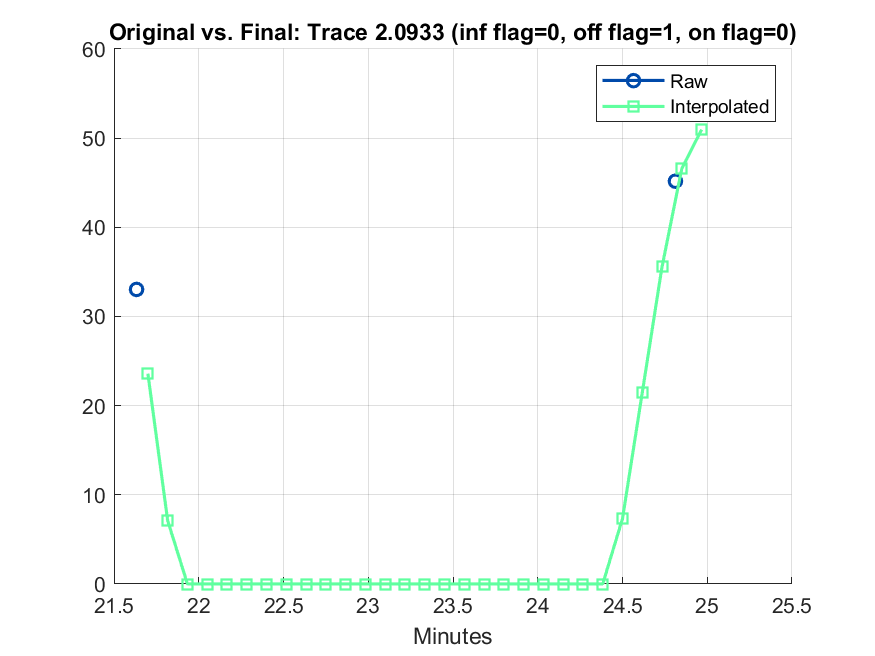 Original vs. Final: Trace 2.0933 (inf flag=0, off flag=1, on flag=0)
Raw
Interpolated
60
50
40
30
20
10
0
21.5 22 22.5 23 23.5 24 24.5 25 25.5
Minutes